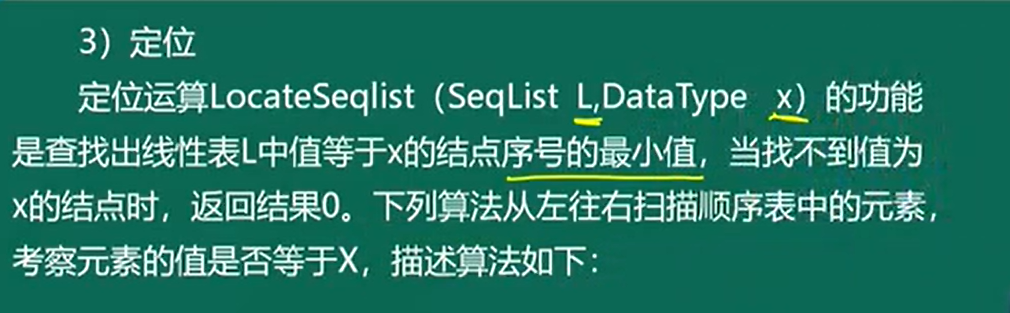 3）定位
定位运算LocateSeqlist（SeqList L,DataType x）的功能
是查找出线性表L中值等于x的结点序号的最小值，当找不到值为
x的结点时，返回结果0。下列算法从左往右扫描顺序表中的元素，
考察元素的值是否等于X，描述算法如下：